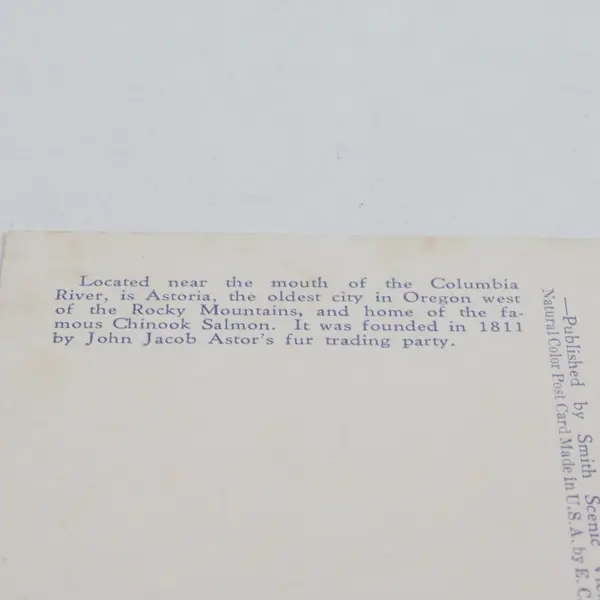 Located near the mouth of the Columbia
River, is Astoria, the oldest city in Oregon west
of the Rocky Mountains, and home of the fa-
mous Chinook Salmon. It was founded in 1811
by John Jacob Astor's fur trading party.
—Published by Smith Scenic
Natural Color Post Card Made in U.S.A. by E. C.